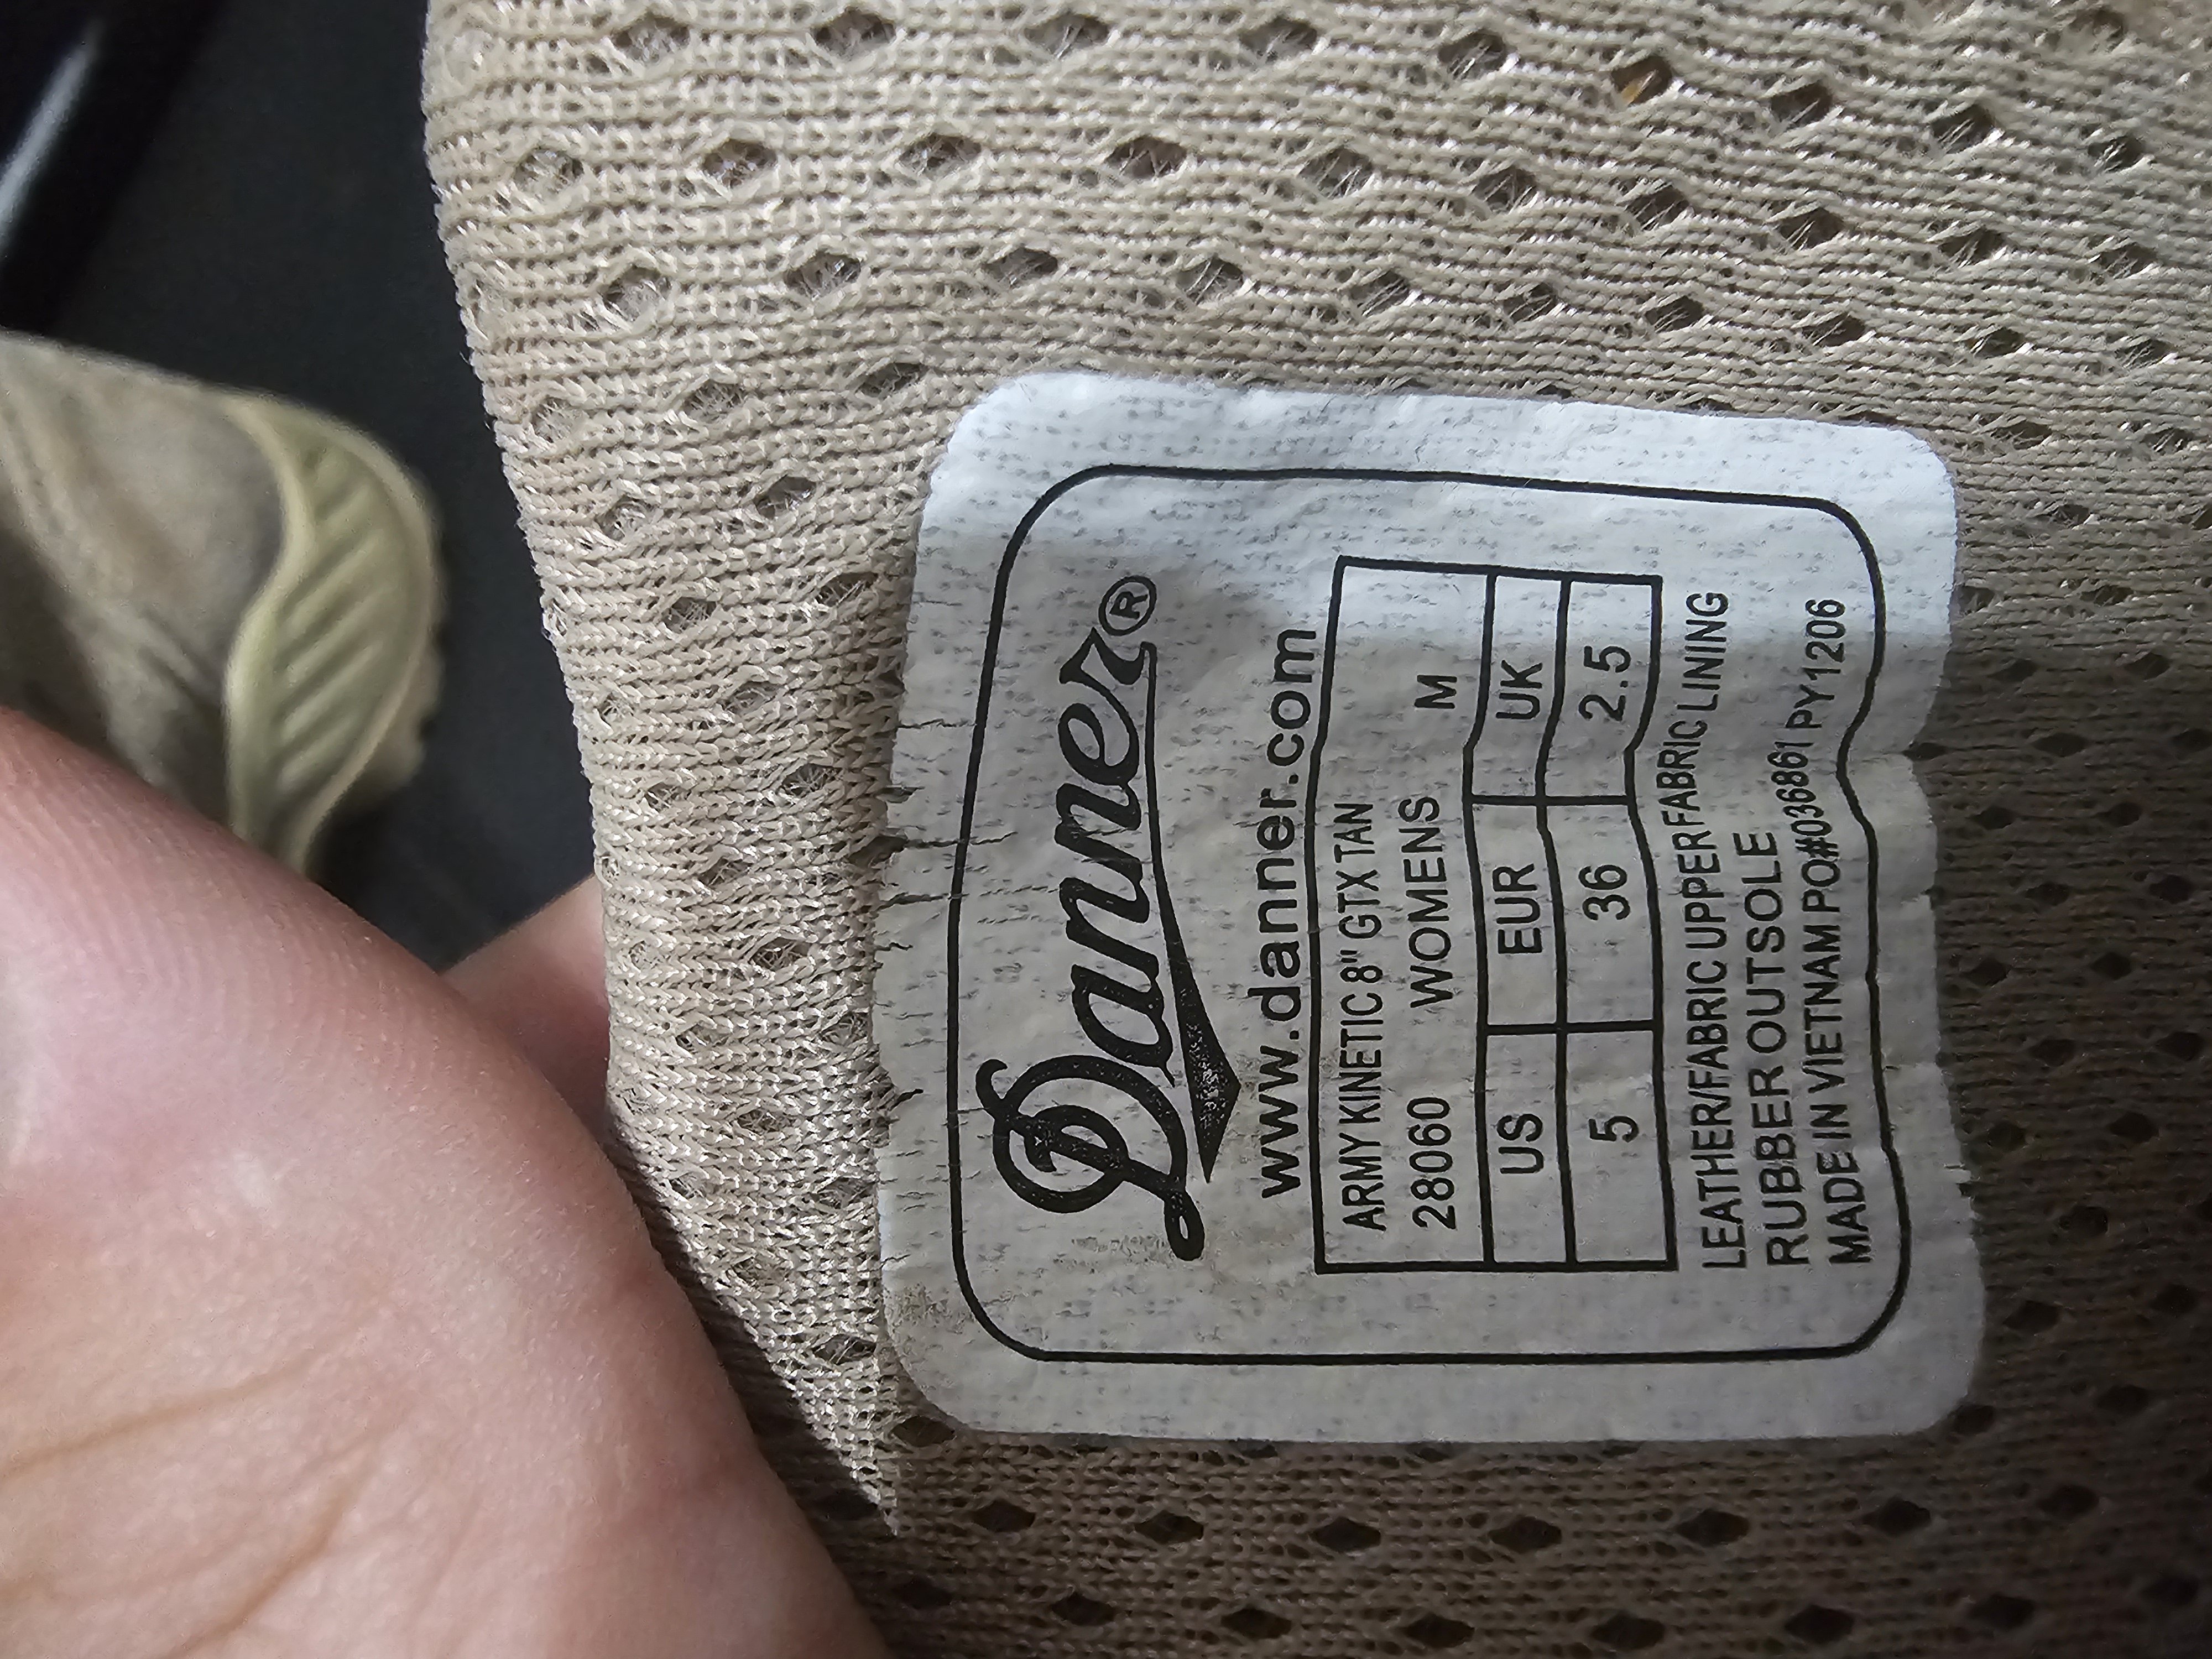 Danner®
www.danner.com
ARMY KINETIC 8" GTX TAN
28060 WOMENS M
US EUR UK
5 36 2.5
LEATHER/FABRIC UPPER FABRIC LINING
RUBBER OUTSOLE
MADE IN VIETNAM PO#036861 PY1206